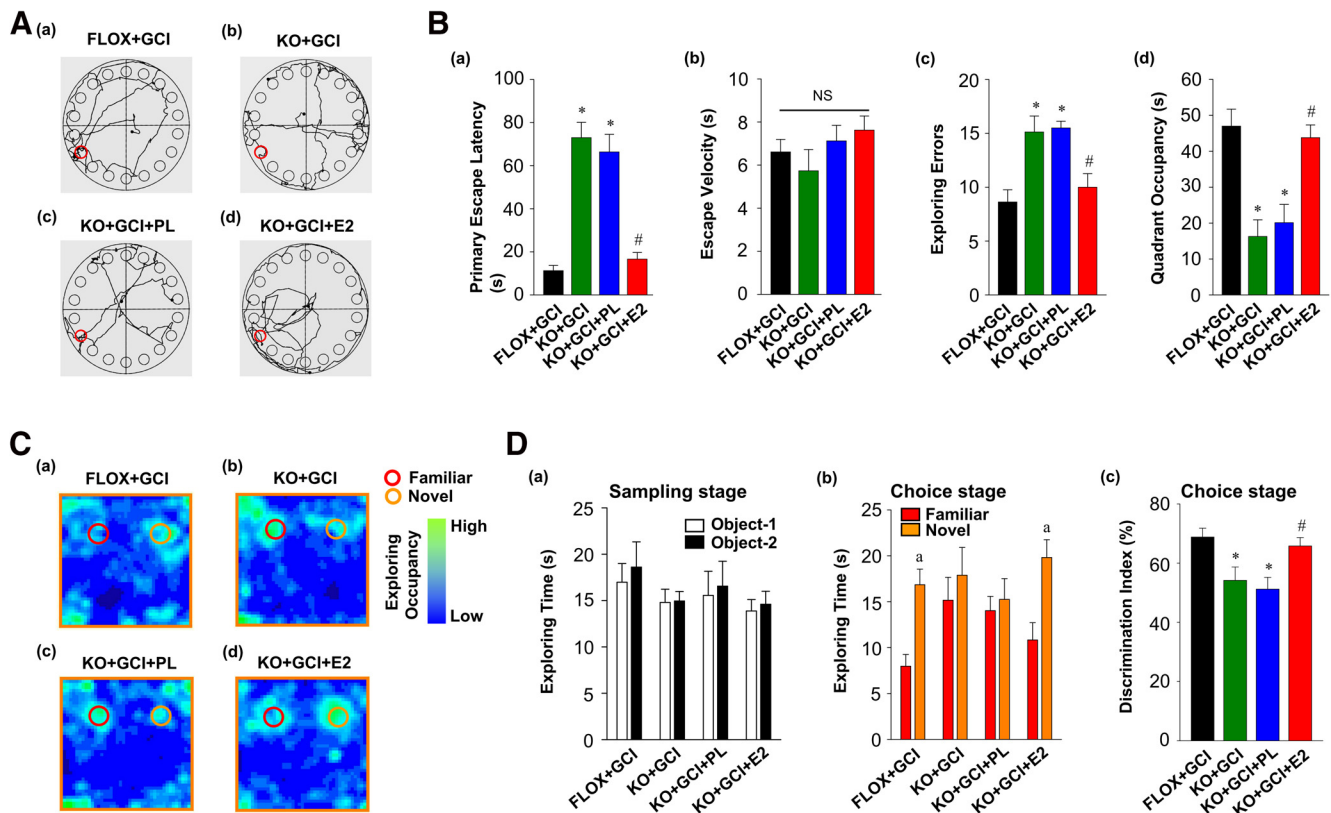 A
(a)
FLOX+GCI
(b)
KO+GCI
(c)
KO+GCI+PL
(d)
KO+GCI+E2
B
(a)
Primary Escape Latency
(s)
100
80
60
40
20
0
*
*
#
FLOX+GCI
KO+GCI
KO+GCI+PL
KO+GCI+E2
(b)
Escape Velocity (s)
8
6
4
2
0
NS
FLOX+GCI
KO+GCI
KO+GCI+PL
KO+GCI+E2
(c)
Exploring Errors
20
15
10
5
0
*
*
#
FLOX+GCI
KO+GCI
KO+GCI+PL
KO+GCI+E2
(d)
Quadrant Occupancy (s)
60
50
40
30
20
10
0
*
*
#
FLOX+GCI
KO+GCI
KO+GCI+PL
KO+GCI+E2
C
(a)
FLOX+GCI
(b)
KO+GCI
Familiar
Novel
Exploring
Occupancy
High
Low
(c)
KO+GCI+PL
(d)
KO+GCI+E2
D
(a)
Sampling stage
Object-1
Object-2
Exploring Time (s)
25
20
15
10
5
0
FLOX+GCI
KO+GCI
KO+GCI+PL
KO+GCI+E2
(b)
Choice stage
Familiar
Novel
Exploring Time (s)
25
20
15
10
5
0
a
a
FLOX+GCI
KO+GCI
KO+GCI+PL
KO+GCI+E2
(c)
Choice stage
Discrimination Index (%)
80
60
40
20
0
*
*
#
FLOX+GCI
KO+GCI
KO+GCI+PL
KO+GCI+E2